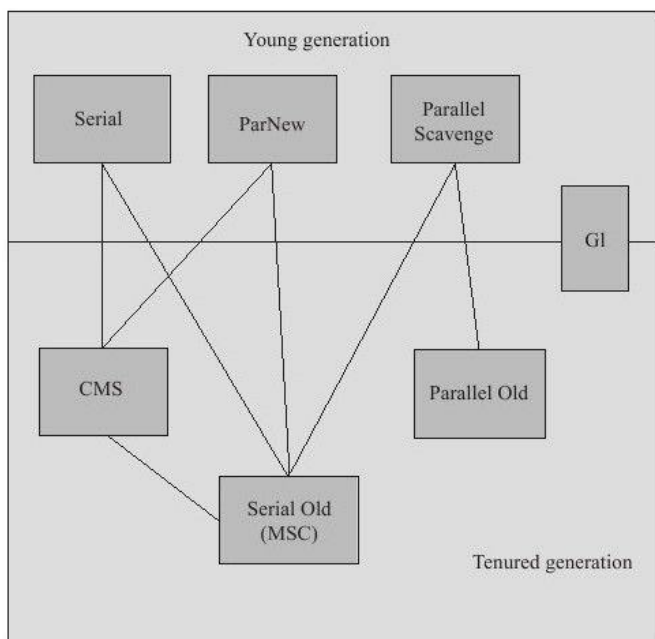 Young generation
Serial
ParNew
Parallel
Scavenge
Gl
CMS
Parallel Old
Serial Old
(MSC)
Tenured generation